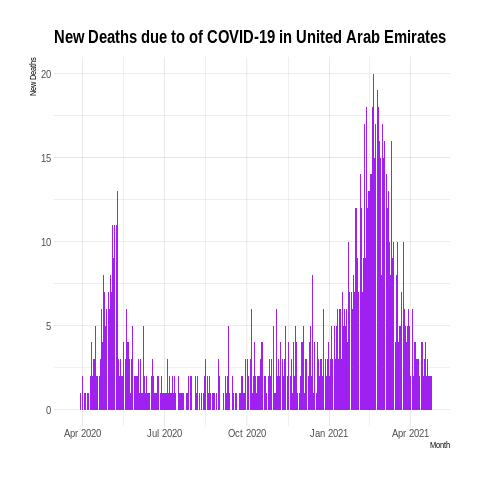 New Deaths due to of COVID-19 in United Arab Emirates
New Deaths
20
15
10
5
0
Apr 2020 Jul 2020 Oct 2020 Jan 2021 Apr 2021
Month